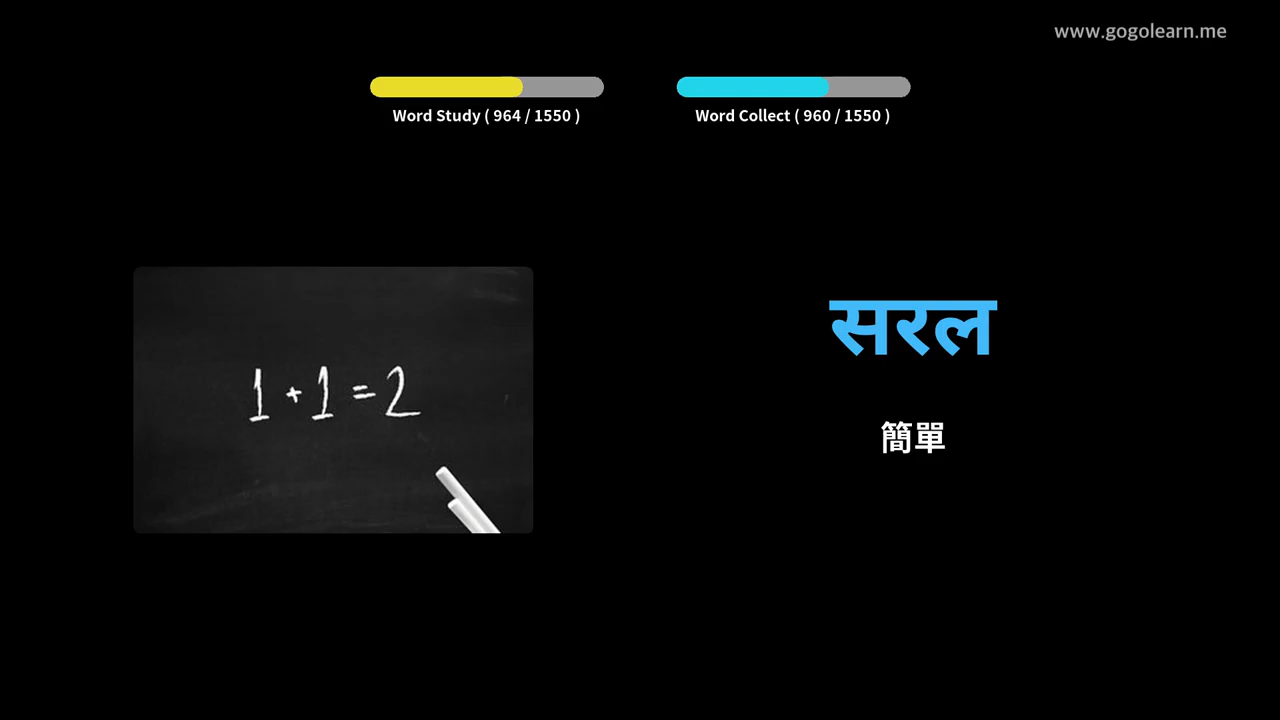 www.gogolearn.me
Word Study ( 964 / 1550 )
Word Collect ( 960 / 1550 )
1 + 1 = 2
सरल
簡單